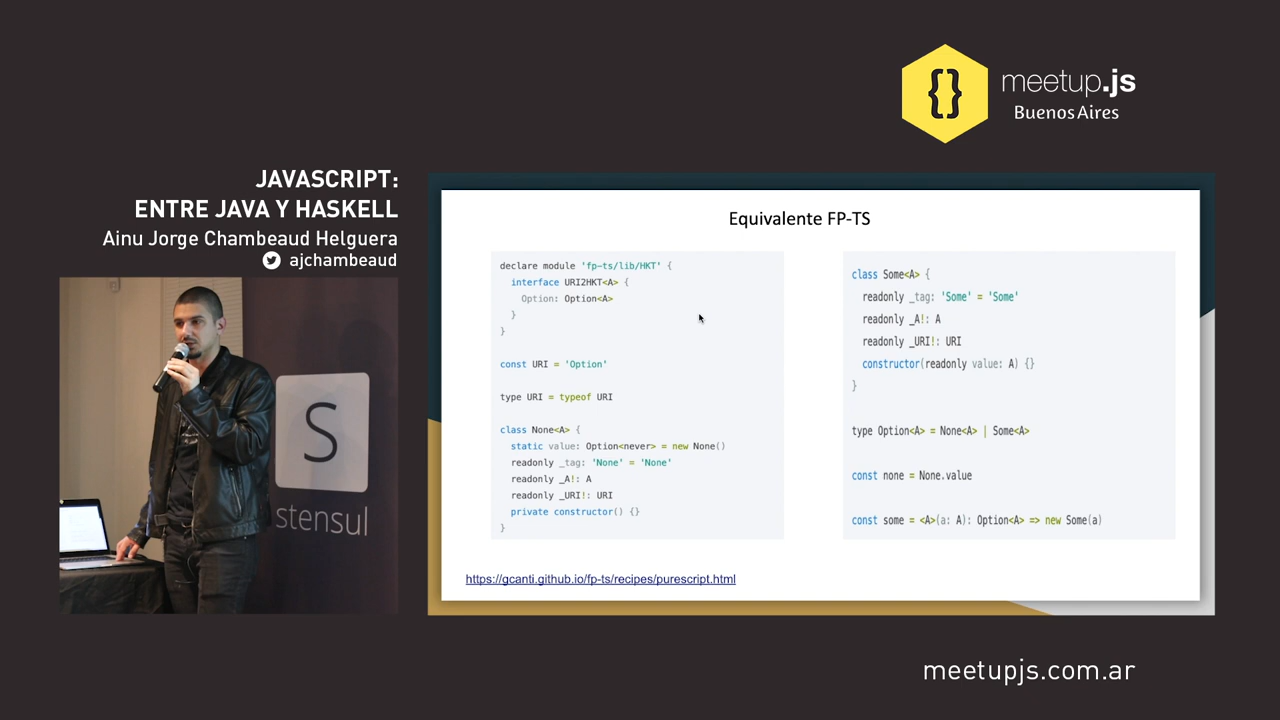 {}
meetup.js
Buenos Aires
JAVASCRIPT:
ENTRE JAVA Y HASKELL
Ainu Jorge Chambeaud Helguera
ajchambeaud
S
stensul
Equivalente FP-TS
declare module 'fp-ts/lib/HKT' {
interface URI2HKT<A> {
Option: Option<A>
}
}
const URI = 'Option'
type URI = typeof URI
class None<A> {
static value: Option<never> = new None()
readonly _tag: 'None' = 'None'
readonly _A!: A
readonly _URI!: URI
private constructor() {}
}
class Some<A> {
readonly _tag: 'Some' = 'Some'
readonly _A!: A
readonly _URI!: URI
constructor(readonly value: A) {}
}
type Option<A> = None<A> | Some<A>
const none = None.value
const some = <A>(a: A): Option<A> => new Some(a)
https://gcanti.github.io/fp-ts/recipes/purescript.html
meetupjs.com.ar